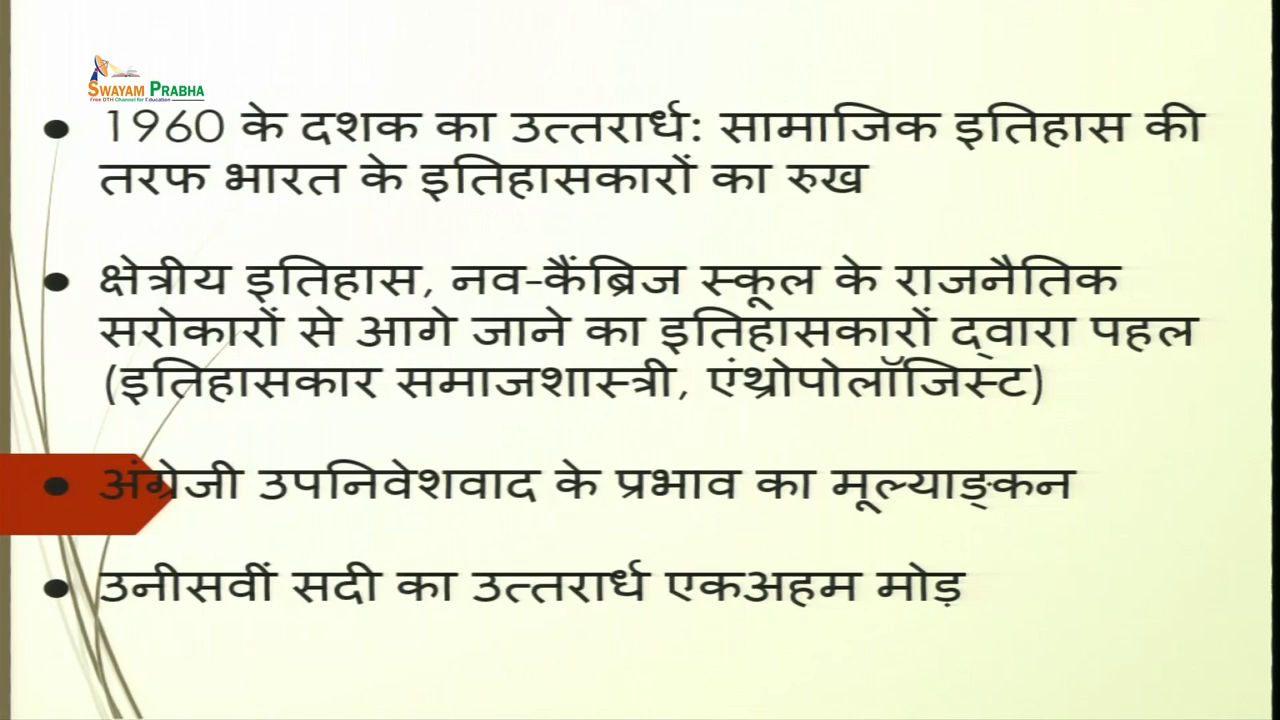 SWAYAM PRABHA
Free DTH Channel for Education
• 1960 के दशक का उत्तरार्ध: सामाजिक इतिहास की
तरफ भारत के इतिहासकारों का रुख
• क्षेत्रीय इतिहास, नव-कैंब्रिज स्कूल के राजनैतिक
सरोकारों से आगे जाने का इतिहासकारों द्वारा पहल
(इतिहासकार समाजशास्त्री, एंथ्रोपोलॉजिस्ट)
• अंग्रेजी उपनिवेशवाद के प्रभाव का मूल्याङ्कन
• उनीसवीं सदी का उत्तरार्ध एकअहम मोड़